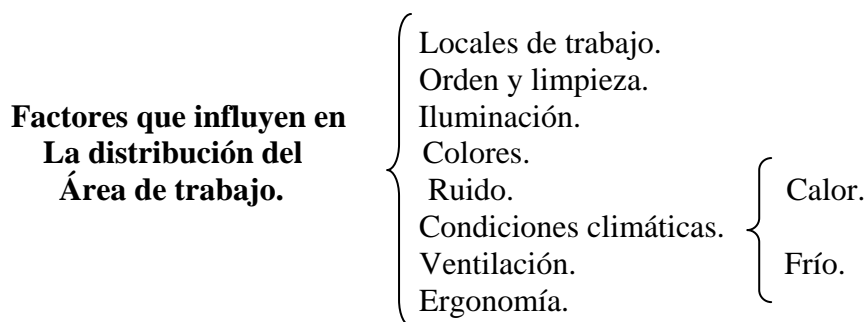 Locales de trabajo.
Orden y limpieza.
Factores que influyen en
Iluminación.
La distribución del
Colores.
Área de trabajo.
Ruido.
Calor.
Condiciones climáticas.
Ventilación.
Frío.
Ergonomía.